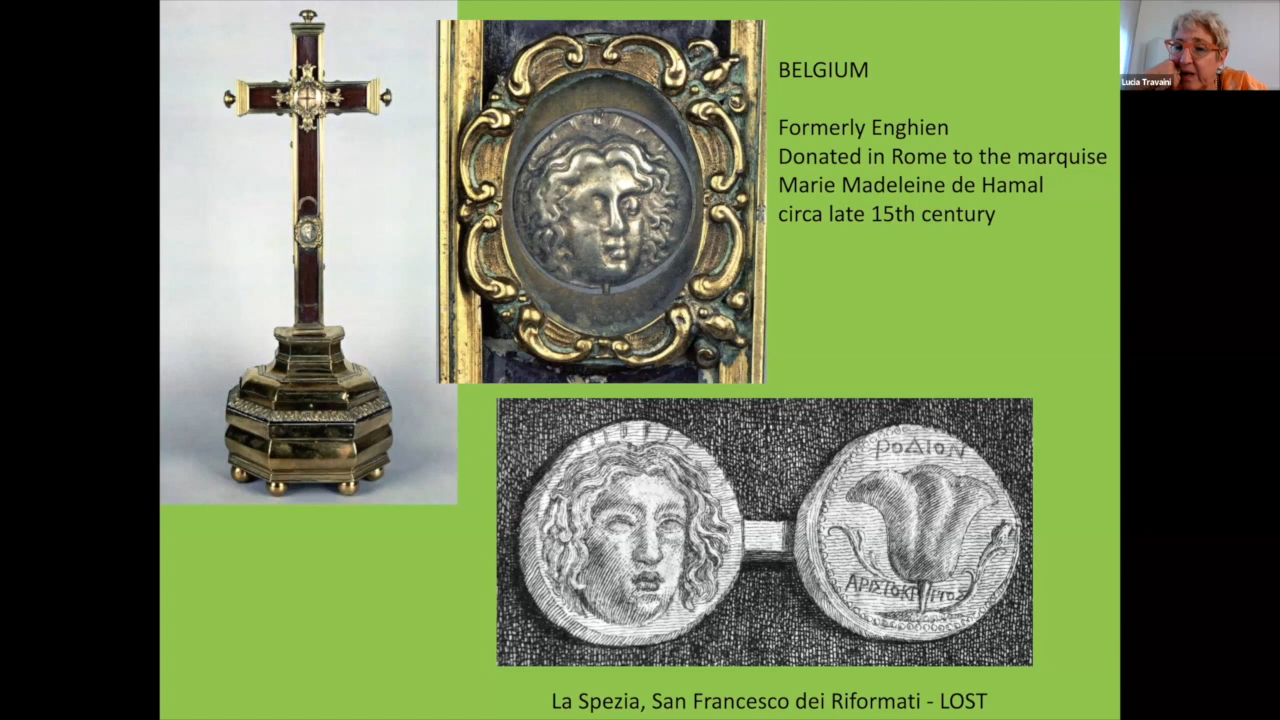 BELGIUM
Formerly Enghien
Donated in Rome to the marquise
Marie Madeleine de Hamal
circa late 15th century
Lucia Travaini
ΡΟΔΙΟΝ
ΑΡΙΣΤΟΚΡΙΤΟΣ
La Spezia, San Francesco dei Riformati - LOST